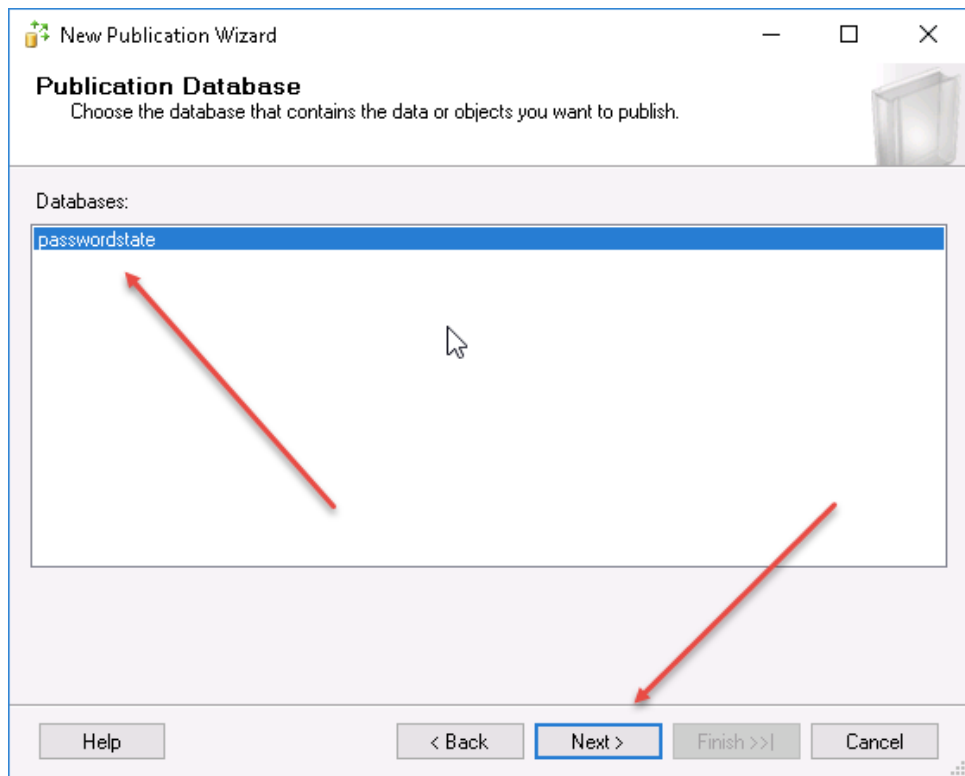 New Publication Wizard
Publication Database
Choose the database that contains the data or objects you want to publish.
Databases:
passwordstate
Help
< Back
Next >
Finish >>|
Cancel